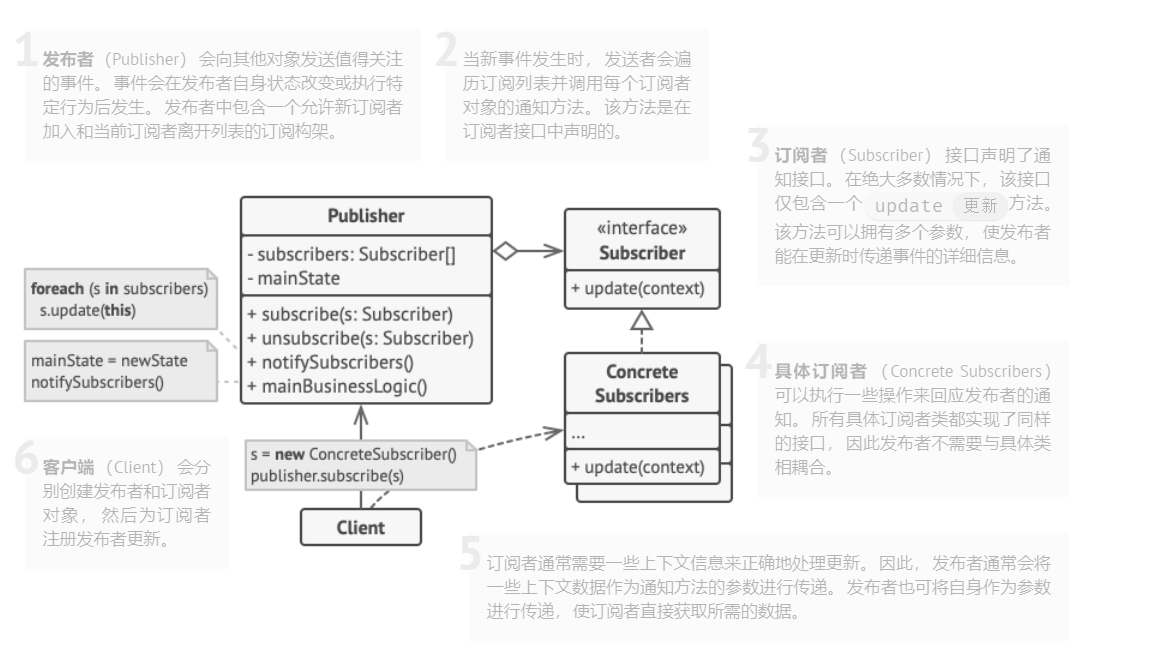 1
发布者（Publisher） 会向其他对象发送值得关注
的事件。 事件会在发布者自身状态改变或执行特
定行为后发生。 发布者中包含一个允许新订阅者
加入和当前订阅者离开列表的订阅构架。
2
当新事件发生时， 发送者会遍
历订阅列表并调用每个订阅者
对象的通知方法。 该方法是在
订阅者接口中声明的。
3
订阅者（Subscriber） 接口声明了通
知接口。 在绝大多数情况下， 该接口
仅包含一个 update 更新 方法。
该方法可以拥有多个参数， 使发布者
能在更新时传递事件的详细信息。
Publisher
- subscribers: Subscriber[]
- mainState
+ subscribe(s: Subscriber)
+ unsubscribe(s: Subscriber)
+ notifySubscribers()
+ mainBusinessLogic()
«interface»
Subscriber
+ update(context)
foreach (s in subscribers)
s.update(this)
mainState = newState
notifySubscribers()
Concrete
Subscribers
...
+ update(context)
4
具体订阅者 （Concrete Subscribers）
可以执行一些操作来回应发布者的通
知。 所有具体订阅者类都实现了同样
的接口， 因此发布者不需要与具体类
相耦合。
s = new ConcreteSubscriber()
publisher.subscribe(s)
Client
6
客户端 （Client） 会分
别创建发布者和订阅者
对象， 然后为订阅者
注册发布者更新。
5
订阅者通常需要一些上下文信息来正确地处理更新。 因此， 发布者通常会将
一些上下文数据作为通知方法的参数进行传递。 发布者也可将自身作为参数
进行传递， 使订阅者直接获取所需的数据。